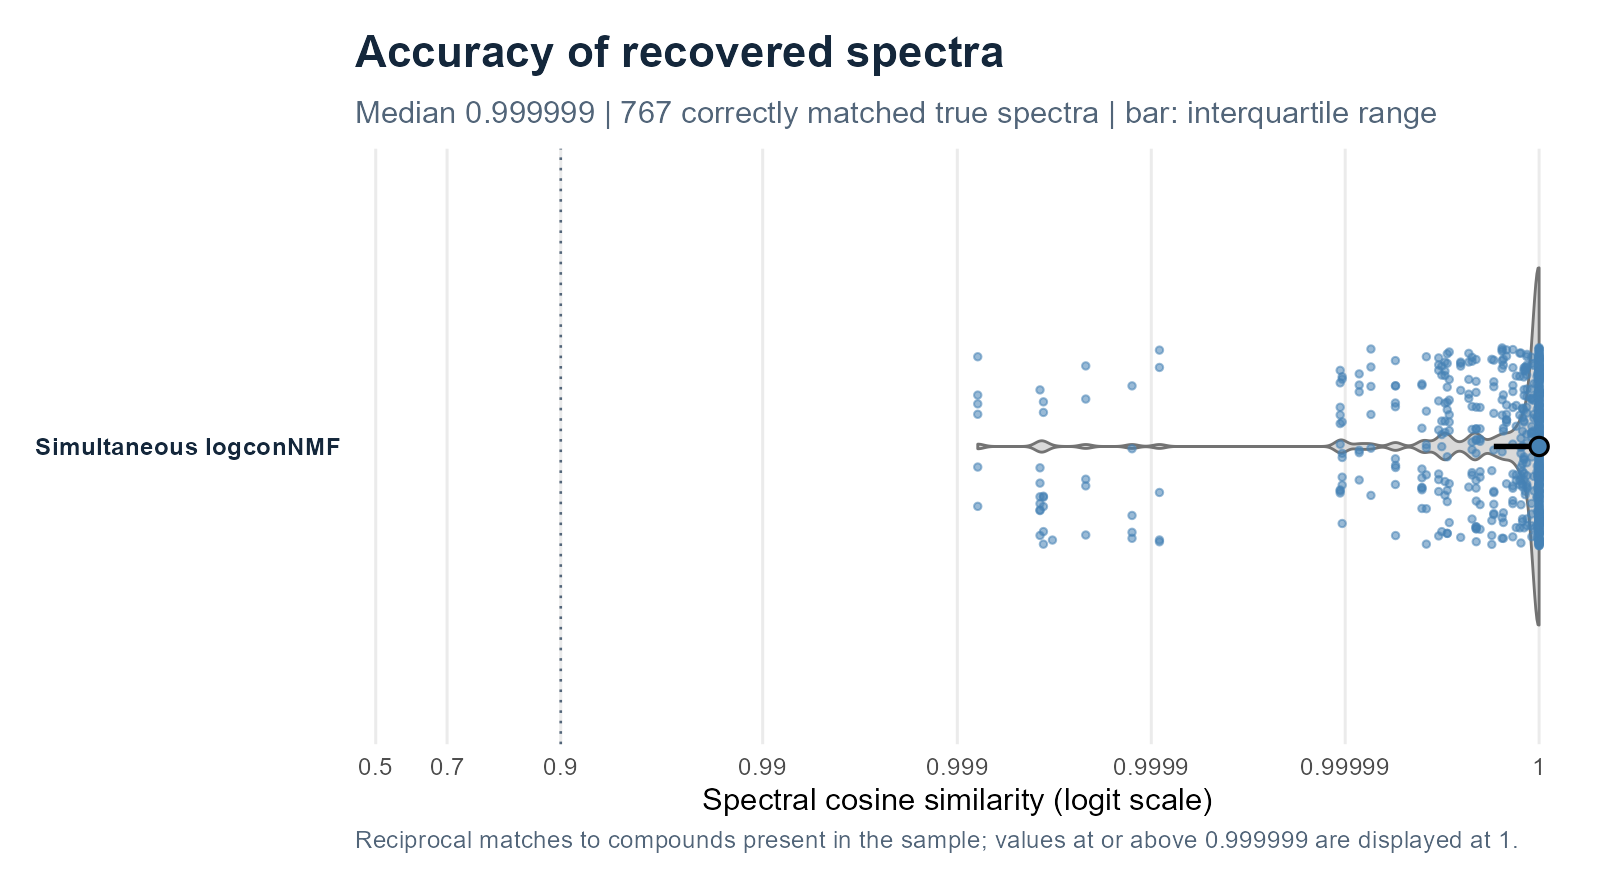 Accuracy of recovered spectra
Median 0.999999 | 767 correctly matched true spectra | bar: interquartile range
Simultaneous logconNMF
0.5 0.7 0.9 0.99 0.999 0.9999 0.99999 1
Spectral cosine similarity (logit scale)
Reciprocal matches to compounds present in the sample; values at or above 0.999999 are displayed at 1.